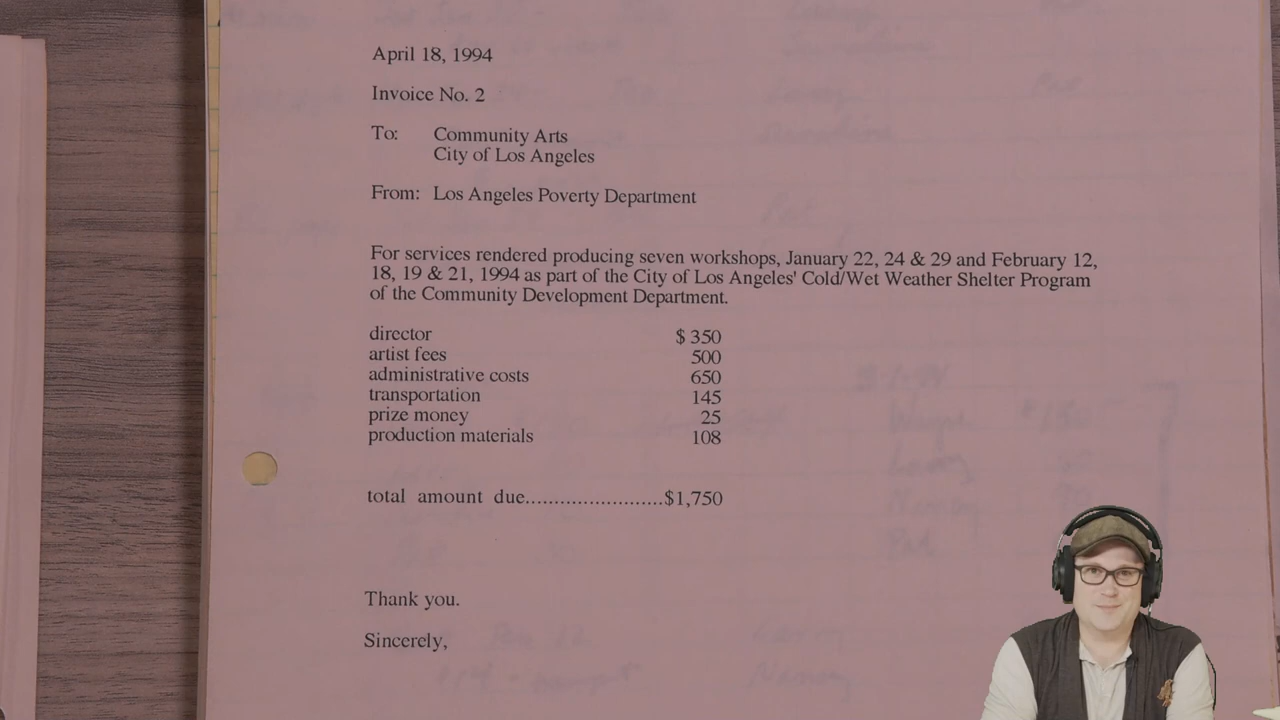 April 18, 1994
Invoice No. 2
To: Community Arts
City of Los Angeles
From: Los Angeles Poverty Department
For services rendered producing seven workshops, January 22, 24 & 29 and February 12,
18, 19 & 21, 1994 as part of the City of Los Angeles' Cold/Wet Weather Shelter Program
of the Community Development Department.
director $ 350
artist fees 500
administrative costs 650
transportation 145
prize money 25
production materials 108
total amount due.......................$1,750
Thank you.
Sincerely,